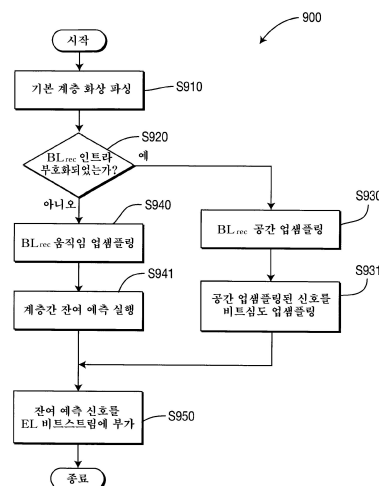 900
시작
기본 계층 화상 파싱
S910
S920
BLrec 인트라
부호화되었는가?
예
아니오
S940
BLrec 움직임 업샘플링
S930
BLrec 공간 업샘플링
S941
계층간 잔여 예측 실행
S931
공간 업샘플링된 신호를
비트심도 업샘플링
잔여 예측 신호를
EL 비트스트림에 부가
S950
종료